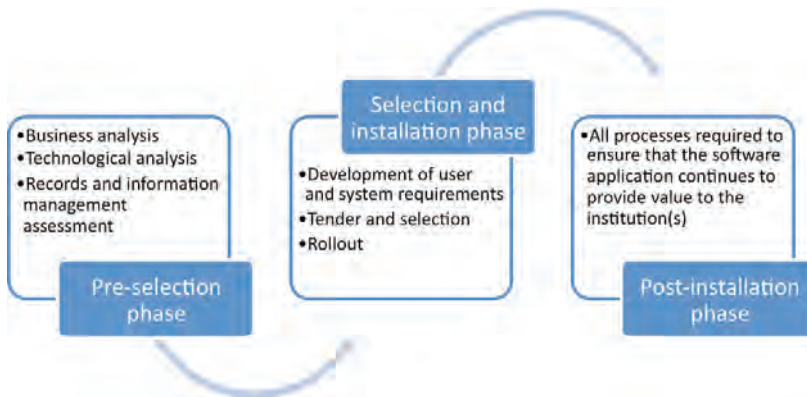 •Business analysis
•Technological analysis
•Records and information
management
assessment
Pre-selection
phase
Selection and
installation phase
•Development of user
and system requirements
•Tender and selection
•Rollout
•All processes required to
ensure that the software
application continues to
provide value to the
institution(s)
Post-installation
phase